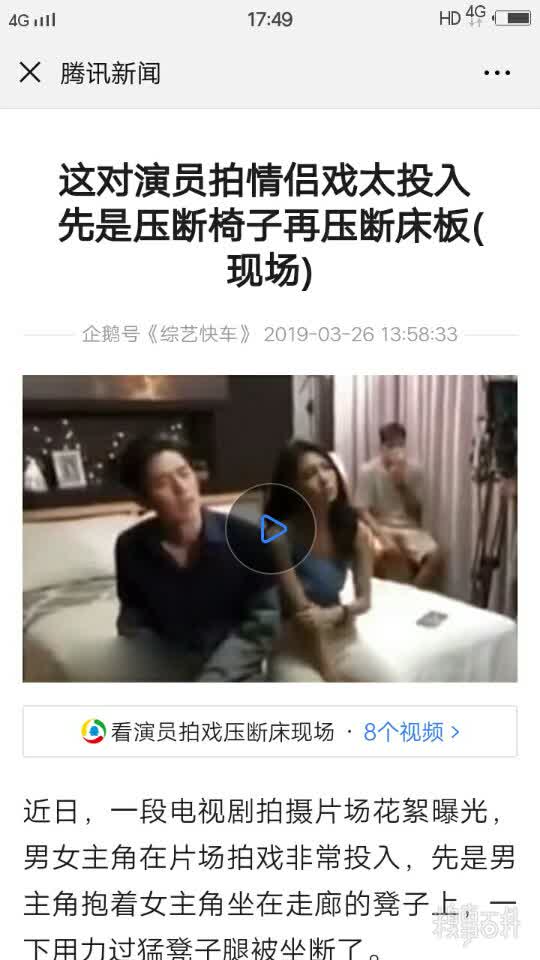 4G 17:49 HD 4G
腾讯新闻
这对演员拍情侣戏太投入
先是压断椅子再压断床板(
现场)
企鹅号《综艺快车》 2019-03-26 13:58:33
看演员拍戏压断床现场 · 8个视频
近日，一段电视剧拍摄片场花絮曝光，
男女主角在片场拍戏非常投入，先是男
主角抱着女主角坐在走廊的凳子上，一
下用力过猛凳子腿被坐断了。